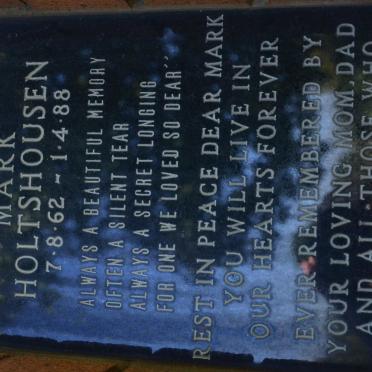 MARK
HOLTSHOUSEN
7·8·62 ~ 1·4·88
ALWAYS A BEAUTIFUL MEMORY
OFTEN A SILENT TEAR
ALWAYS A SECRET LONGING
FOR ONE WE LOVED SO DEAR"
REST IN PEACE DEAR MARK
YOU WILL LIVE IN
OUR HEARTS FOREVER
EVER REMEMBERED BY
YOUR LOVING MOM, DAD
AND ALL THOSE WHO